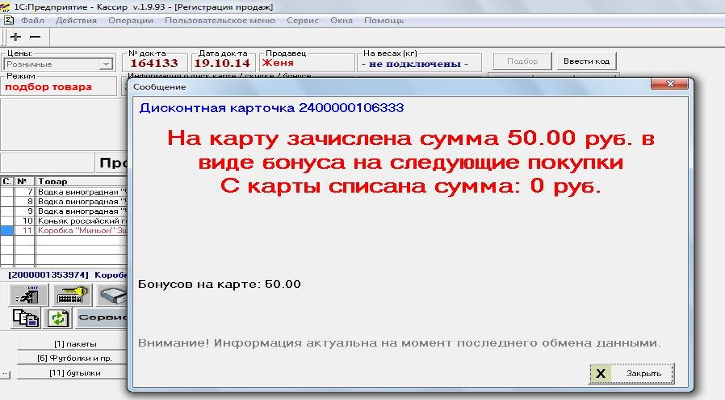 1С:Предприятие - Кассир v.1.9.93 - [Регистрация продаж]
Файл Действия Операции Пользовательское меню Сервис Окна Помощь
Цены: № док-та Дата док-та Продавец На весах (кг)
Розничные 164133 19.10.14 Женя - не подключены - Подбор Ввести код
Режим
подбор товара
Сообщение
Дисконтная карточка 2400000106333
На карту зачислена сумма 50.00 руб. в
виде бонуса на следующие покупки
С карты списана сумма: 0 руб.
С. № Товар
7 Водка виноградная
8 Водка виноградная
9 Водка виноградная
10 Коньяк российский
11 Коробка "Миньон"
[2000001353974]
Бонусов на карте: 50.00
Сервис
[1] пакеты
[6] Футболки и пр.
[11] бутылки
Внимание! Информация актуальна на момент последнего обмена данными.
X Закрыть